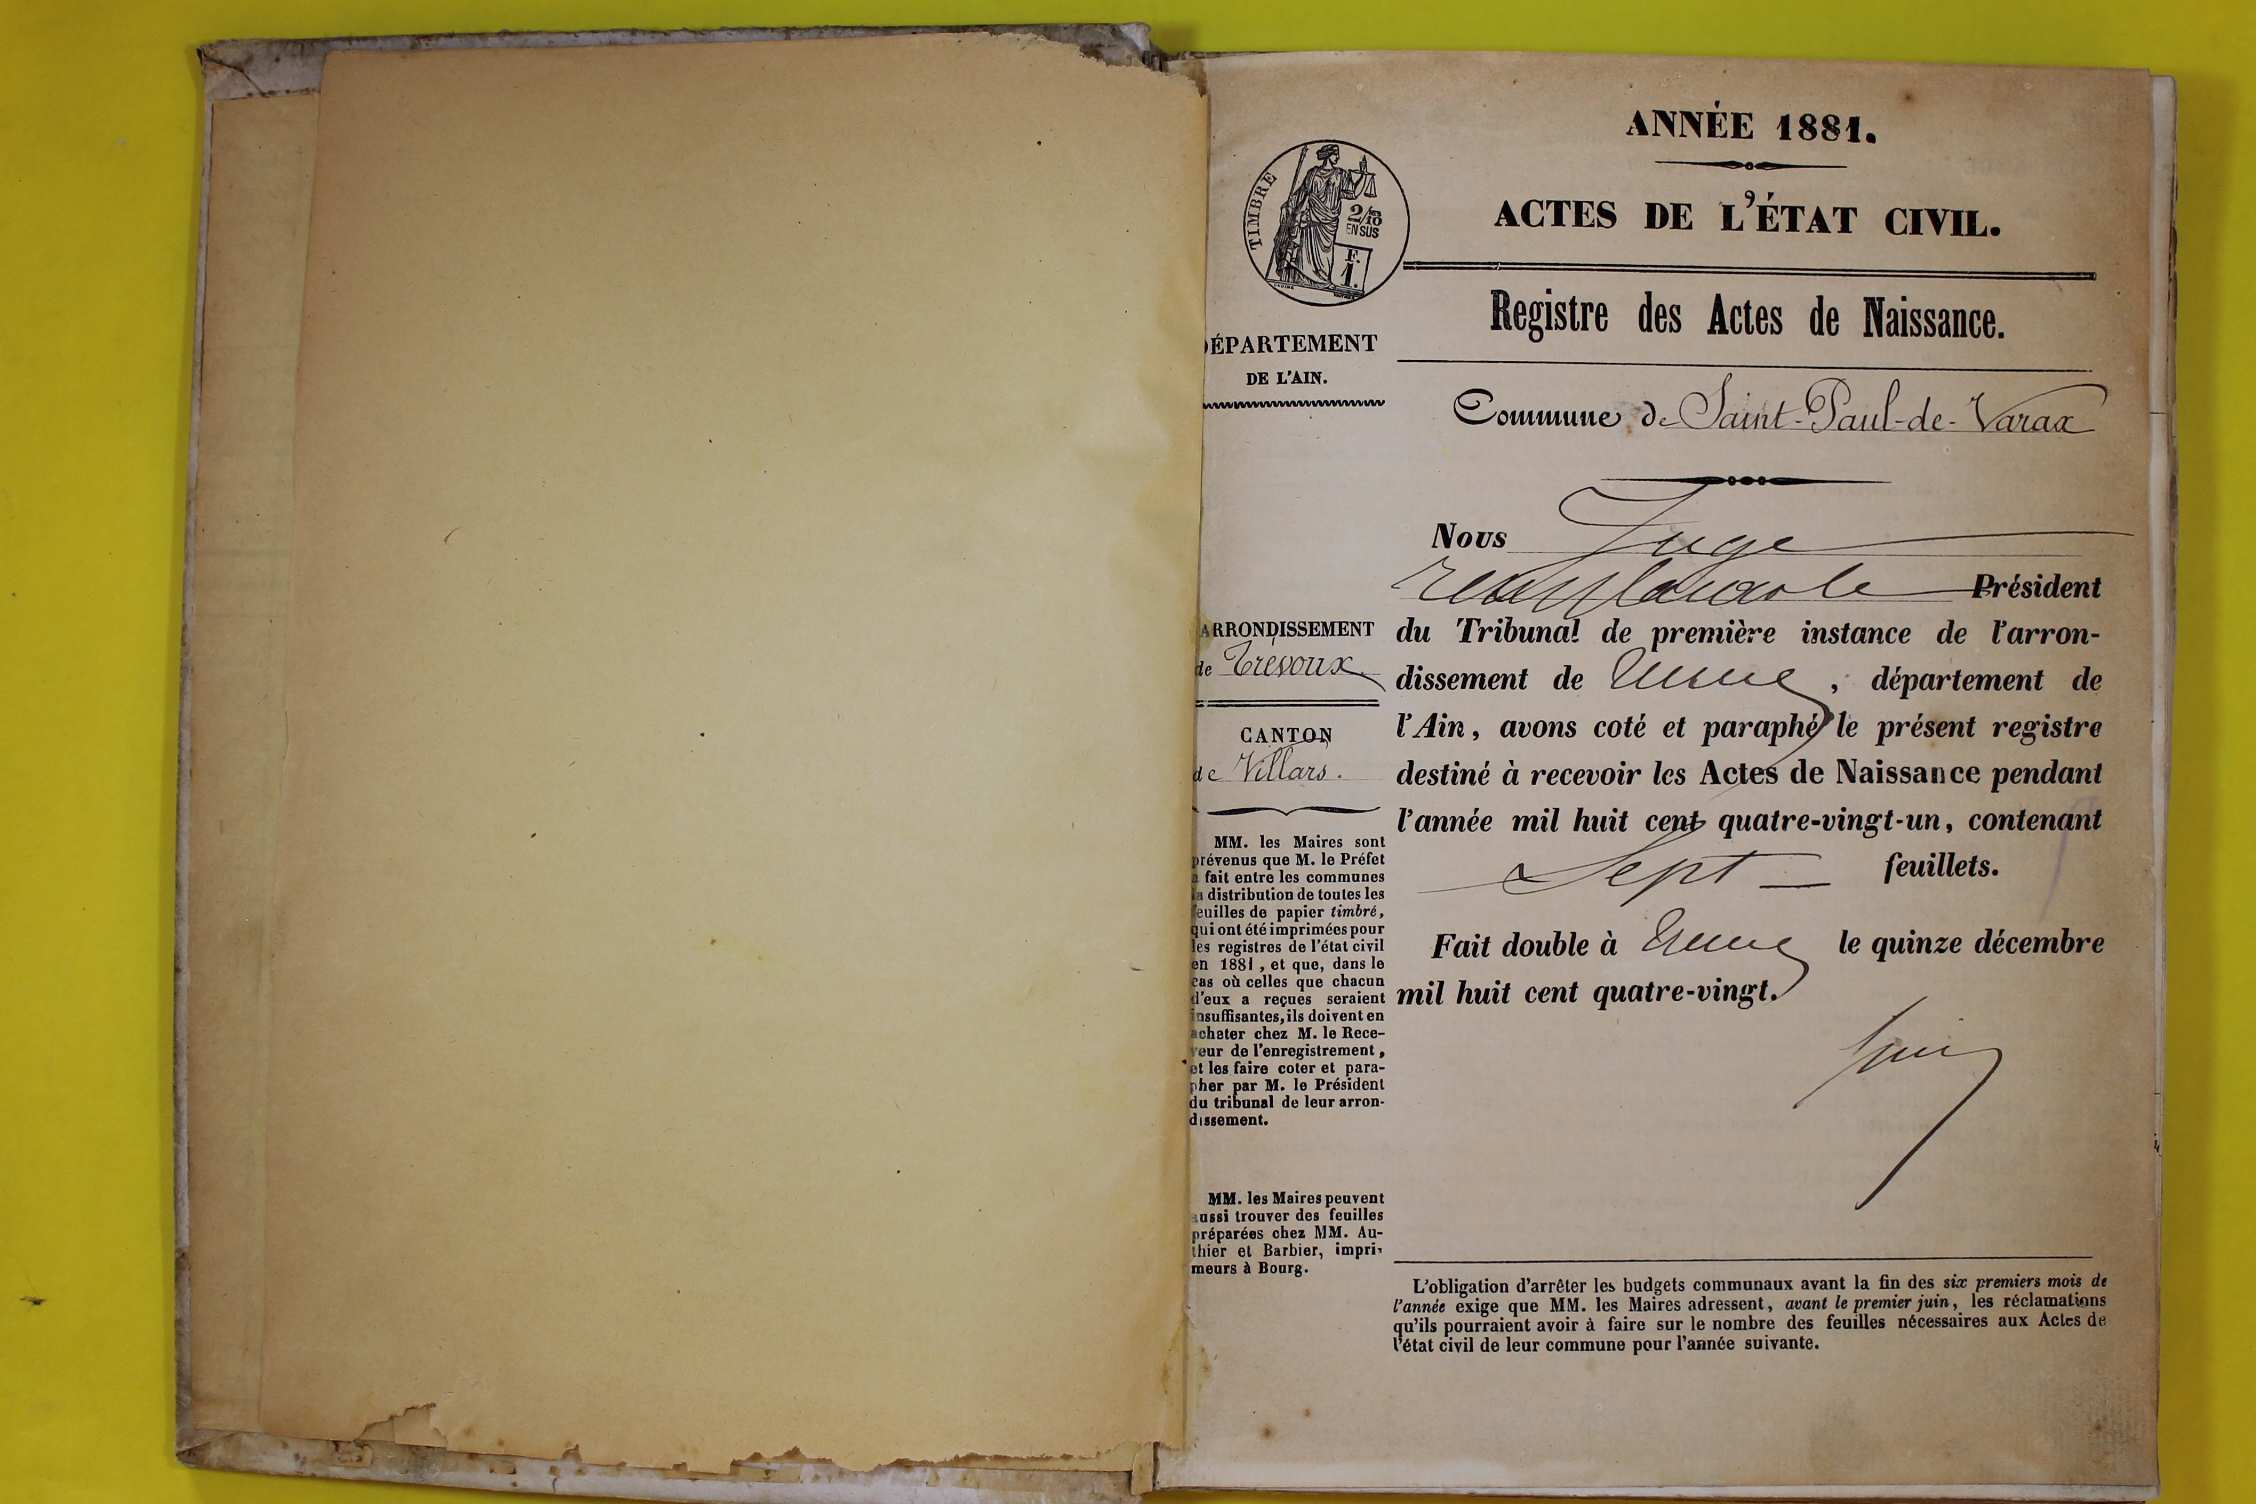 ANNÉE 1881.
ACTES DE L'ÉTAT CIVIL.
TIMBRE
2/10
EN SUS
F.
1.
Registre des Actes de Naissance.
DÉPARTEMENT
DE L'AIN.
Commune de Saint-Paul-de-Varax
ARRONDISSEMENT
de Trévoux
CANTON
de Villars.
MM. les Maires sont
prévenus que M. le Préfet
a fait entre les communes
la distribution de toutes les
feuilles de papier timbré,
qui ont été imprimées pour
les registres de l'état civil
en 1881, et que, dans le
cas où celles que chacun
d'eux a reçues seraient
insuffisantes, ils doivent en
acheter chez M. le Rece-
veur de l'enregistrement,
et les faire coter et para-
pher par M. le Président
du tribunal de leur arron-
dissement.
MM. les Maires peuvent
aussi trouver des feuilles
préparées chez MM. Au-
thier et Barbier, impri-
meurs à Bourg.
Nous Juge
Président
du Tribunal de première instance de l'arron-
dissement de , département de
l'Ain, avons coté et paraphé le présent registre
destiné à recevoir les Actes de Naissance pendant
l'année mil huit cent quatre-vingt-un, contenant
Sept feuillets.
Fait double à le quinze décembre
mil huit cent quatre-vingt.
L'obligation d'arrêter les budgets communaux avant la fin des six premiers mois de
l'année exige que MM. les Maires adressent, avant le premier juin, les réclamations
qu'ils pourraient avoir à faire sur le nombre des feuilles nécessaires aux Actes de
l'état civil de leur commune pour l'année suivante.